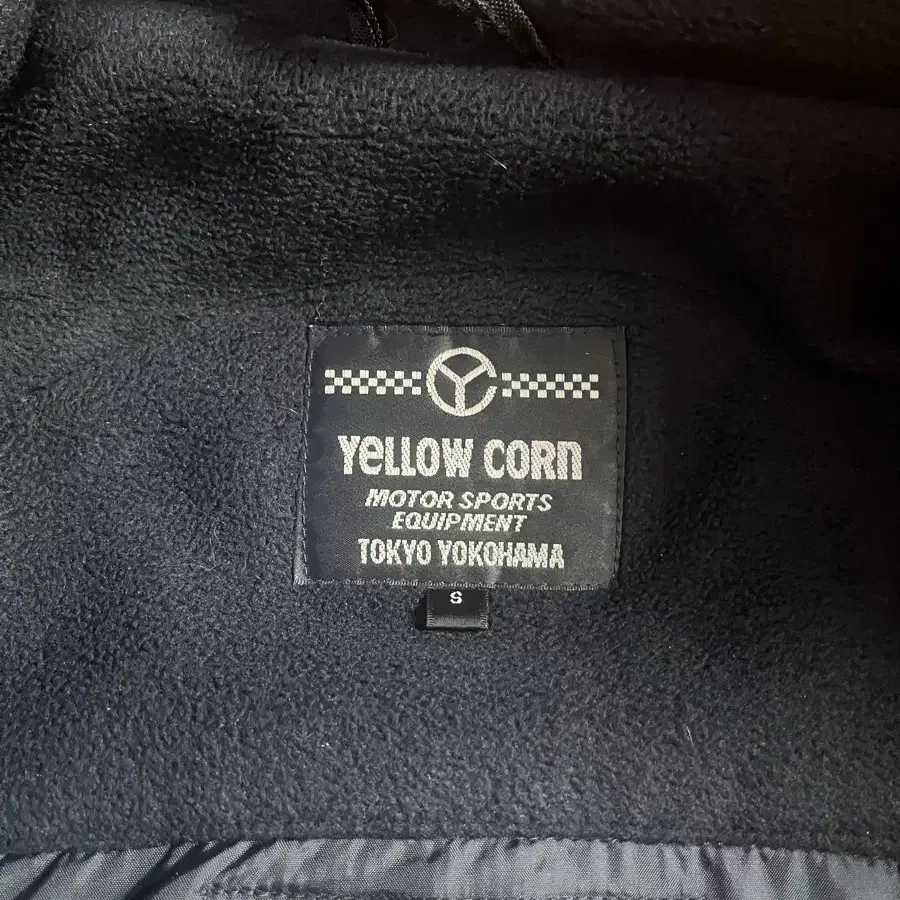 YeLLOW CORn
MOTOR SPORTS
EQUIPMENT
TOKYO YOKOHAMA
S